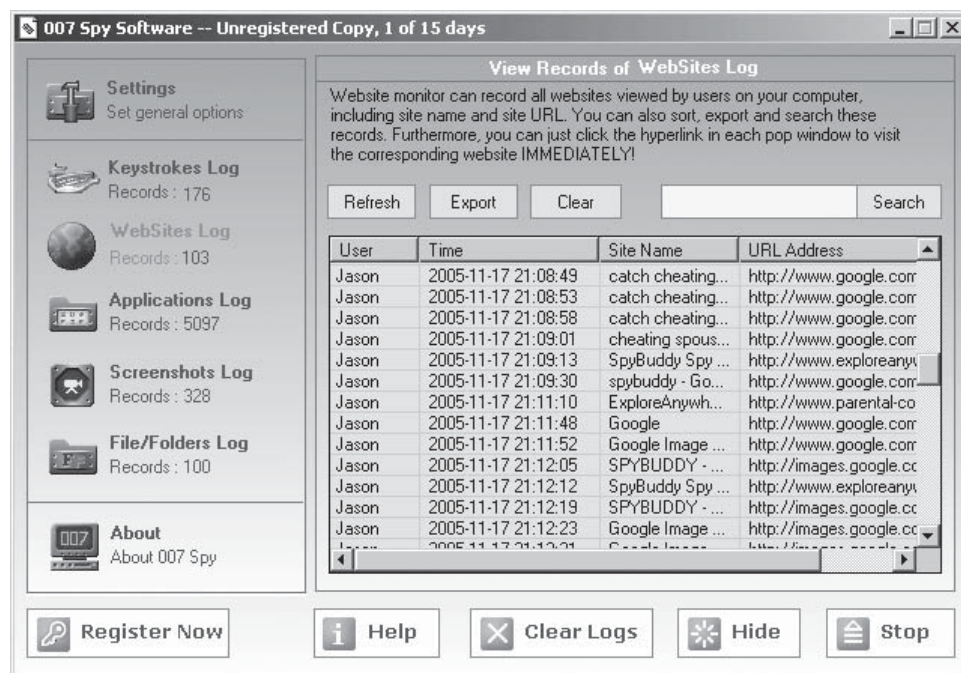 007 Spy Software -- Unregistered Copy, 1 of 15 days
Settings
Set general options
Keystrokes Log
Records : 176
WebSites Log
Records : 103
Applications Log
Records : 5097
Screenshots Log
Records : 328
File/Folders Log
Records : 100
007
About
About 007 Spy
View Records of WebSites Log
Website monitor can record all websites viewed by users on your computer,
including site name and site URL. You can also sort, export and search these
records. Furthermore, you can just click the hyperlink in each pop window to visit
the corresponding website IMMEDIATELY!
Refresh Export Clear Search
User Time Site Name URL Address
Jason 2005-11-17 21:08:49 catch cheating... http://www.google.com
Jason 2005-11-17 21:08:53 catch cheating... http://www.google.com
Jason 2005-11-17 21:08:58 catch cheating... http://www.google.com
Jason 2005-11-17 21:09:01 cheating spous... http://www.google.com
Jason 2005-11-17 21:09:13 SpyBuddy Spy ... http://www.exploreanyw
Jason 2005-11-17 21:09:30 spybuddy - Go... http://www.google.com
Jason 2005-11-17 21:11:10 ExploreAnywh... http://www.parental-co
Jason 2005-11-17 21:11:48 Google http://www.google.com
Jason 2005-11-17 21:11:52 Google Image ... http://www.google.com
Jason 2005-11-17 21:12:05 SPYBUDDY - ... http://images.google.cc
Jason 2005-11-17 21:12:12 SpyBuddy Spy ... http://www.exploreanyw
Jason 2005-11-17 21:12:19 SPYBUDDY - ... http://images.google.cc
Jason 2005-11-17 21:12:23 Google Image ... http://images.google.cc
Register Now Help Clear Logs Hide Stop